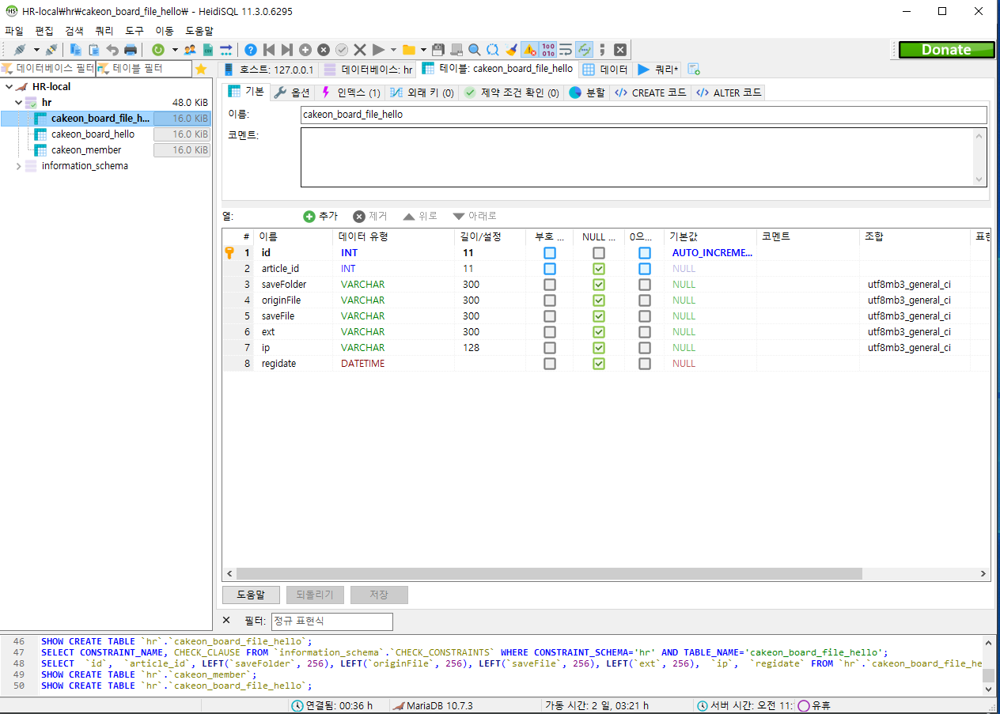 HR-local₩hr₩cakeon_board_file_hello₩ - HeidiSQL 11.3.0.6295
파일 편집 검색 쿼리 도구 이동 도움말
Donate
데이터베이스 필터 테이블 필터
호스트: 127.0.0.1 데이터베이스: hr 테이블: cakeon_board_file_hello 데이터 쿼리*
HR-local
hr 48.0 KiB
cakeon_board_file_h... 16.0 KiB
cakeon_board_hello 16.0 KiB
cakeon_member 16.0 KiB
information_schema
기본 옵션 인덱스 (1) 외래 키 (0) 제약 조건 확인 (0) 분할 CREATE 코드 ALTER 코드
이름: cakeon_board_file_hello
코멘트:
열: 추가 제거 위로 아래로
# 이름 데이터 유형 길이/설정 부호 ... NULL ... 0으... 기본값 코멘트 조합
1 id INT 11 AUTO_INCREME...
2 article_id INT 11 NULL
3 saveFolder VARCHAR 300 NULL utf8mb3_general_ci
4 originFile VARCHAR 300 NULL utf8mb3_general_ci
5 saveFile VARCHAR 300 NULL utf8mb3_general_ci
6 ext VARCHAR 300 NULL utf8mb3_general_ci
7 ip VARCHAR 128 NULL utf8mb3_general_ci
8 regidate DATETIME NULL
도움말 되돌리기 저장
필터: 정규 표현식
46 SHOW CREATE TABLE `hr`.`cakeon_board_file_hello`;
47 SELECT CONSTRAINT_NAME, CHECK_CLAUSE FROM `information_schema`.`CHECK_CONSTRAINTS` WHERE CONSTRAINT_SCHEMA='hr' AND TABLE_NAME='cakeon_board_file_hello';
48 SELECT `id`, `article_id`, LEFT(`saveFolder`, 256), LEFT(`originFile`, 256), LEFT(`saveFile`, 256), LEFT(`ext`, 256), `ip`, `regidate` FROM `hr`.`cakeon_board_file_he
49 SHOW CREATE TABLE `hr`.`cakeon_member`;
50 SHOW CREATE TABLE `hr`.`cakeon_board_file_hello`;
연결됨: 00:36 h MariaDB 10.7.3 가동 시간: 2 일, 03:21 h 서버 시간: 오전 11: 유휴